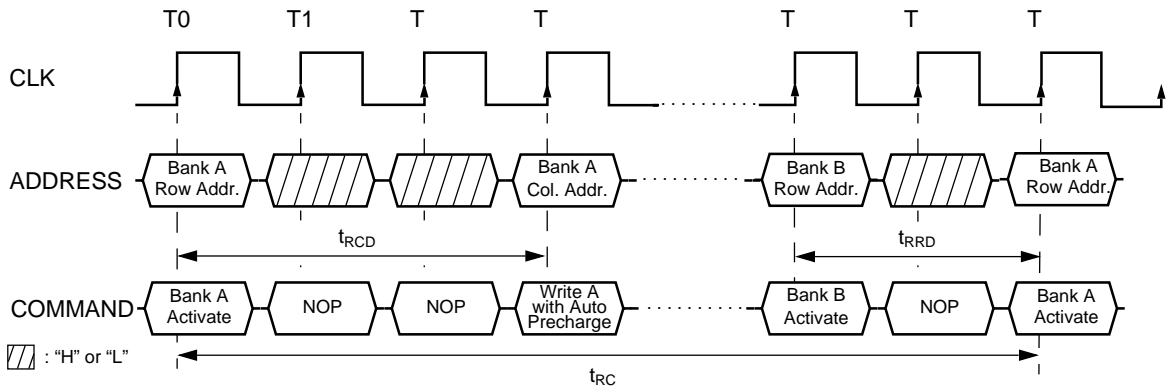 T0 T1 T T T T T
CLK
ADDRESS
Bank A
Row Addr.
Bank A
Col. Addr.
Bank B
Row Addr.
Bank A
Row Addr.
tRCD
tRRD
COMMAND
Bank A
Activate
NOP
NOP
Write A
with Auto
Precharge
Bank B
Activate
NOP
Bank A
Activate
: “H” or “L”
tRC